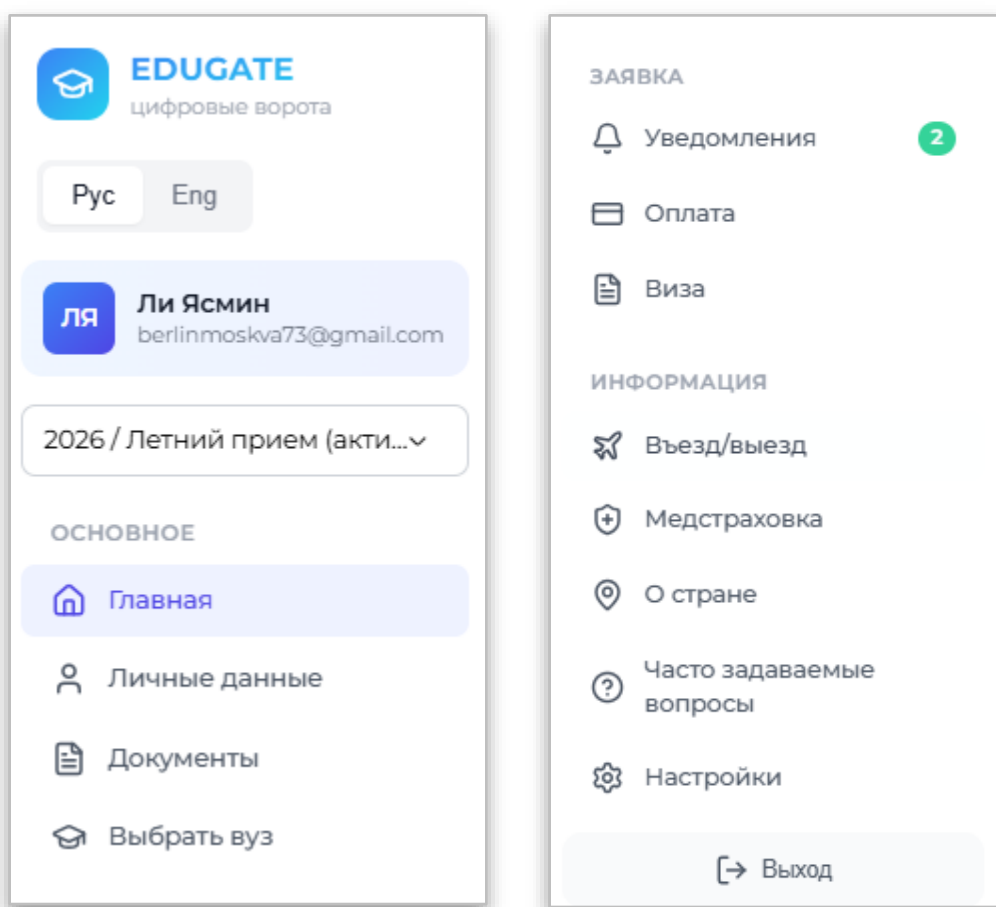 EDUGATE
цифровые ворота
Рус Eng
ЛЯ
Ли Ясмин
berlinmoskva73@gmail.com
2026 / Летний прием (акти...
ОСНОВНОЕ
Главная
Личные данные
Документы
Выбрать вуз
ЗАЯВКА
Уведомления 2
Оплата
Виза
ИНФОРМАЦИЯ
Въезд/выезд
Медстраховка
О стране
Часто задаваемые
вопросы
Настройки
Выход